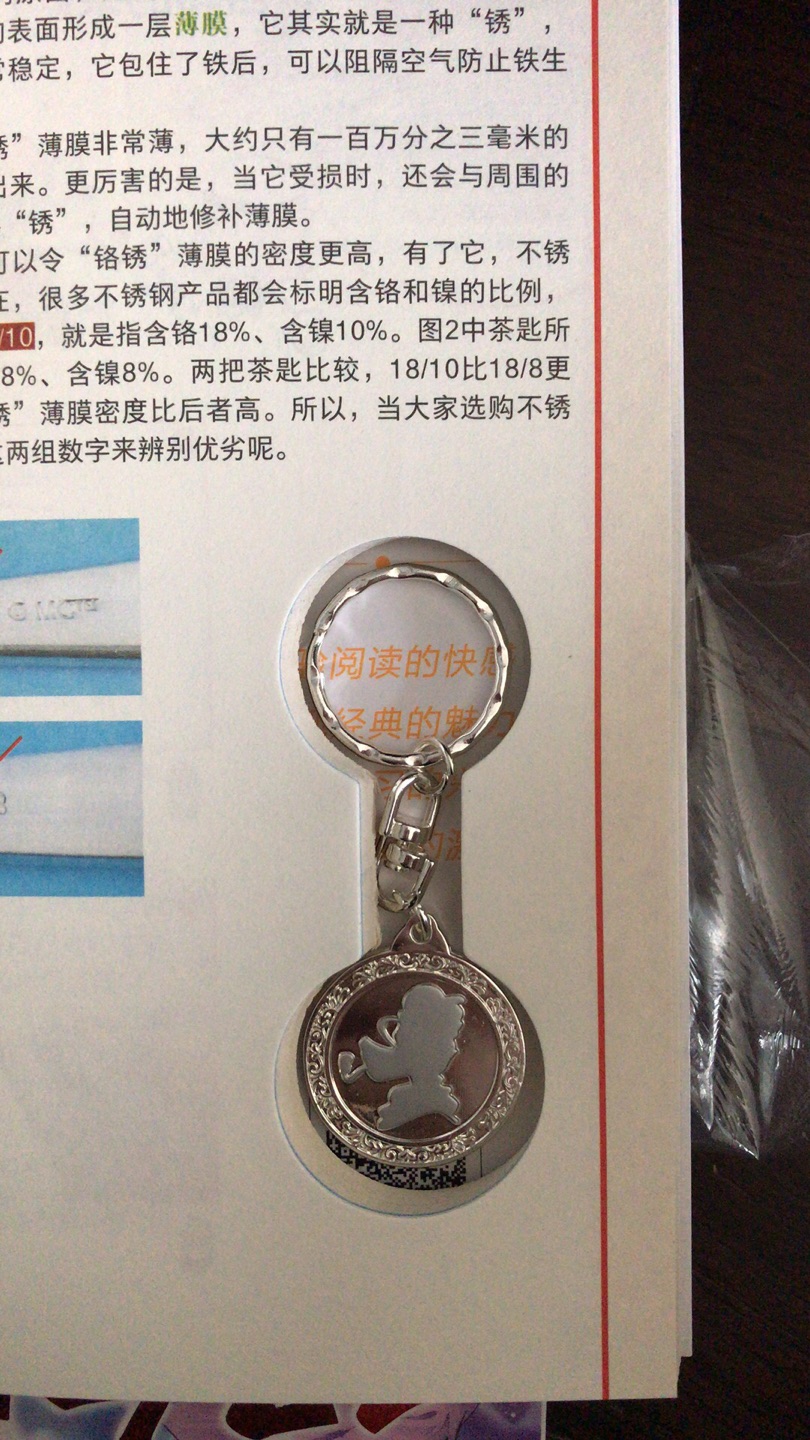 表面形成一层薄膜，它其实就是一种“锈”，
稳定，它包住了铁后，可以阻隔空气防止铁生
锈”薄膜非常薄，大约只有一百万分之三毫米的
出来。更厉害的是，当它受损时，还会与周围的
“锈”，自动地修补薄膜。
可以令“铬锈”薄膜的密度更高，有了它，不锈
在，很多不锈钢产品都会标明含铬和镍的比例，
/10，就是指含铬18%、含镍10%。图2中茶匙所
8%、含镍8%。两把茶匙比较，18/10比18/8更
锈”薄膜密度比后者高。所以，当大家选购不锈
这两组数字来辨别优劣呢。
阅读的快感
经典的魅力